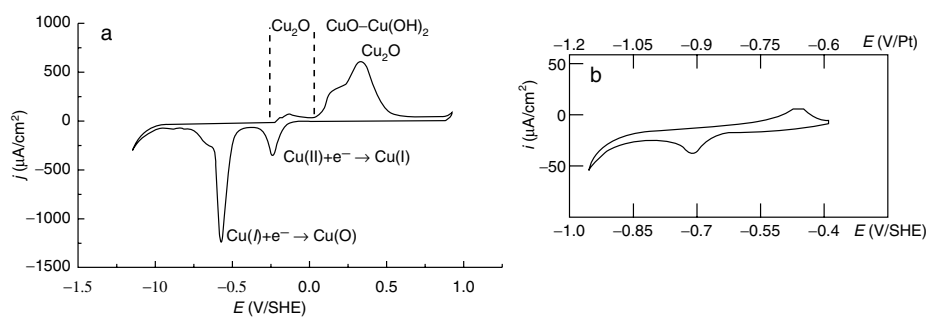 a
1000
500
0
−500
−1000
−1500
j (μA/cm²)
Cu₂O
CuO–Cu(OH)₂
Cu₂O
Cu(II)+e⁻ → Cu(I)
Cu(I)+e⁻ → Cu(O)
−1.5 −10 −0.5 0.0 0.5 1.0
E (V/SHE)
−1.2 −1.05 −0.9 −0.75 −0.6 E (V/Pt)
b
50
0
−50
i (μA/cm²)
−1.0 −0.85 −0.7 −0.55 −0.4 E (V/SHE)